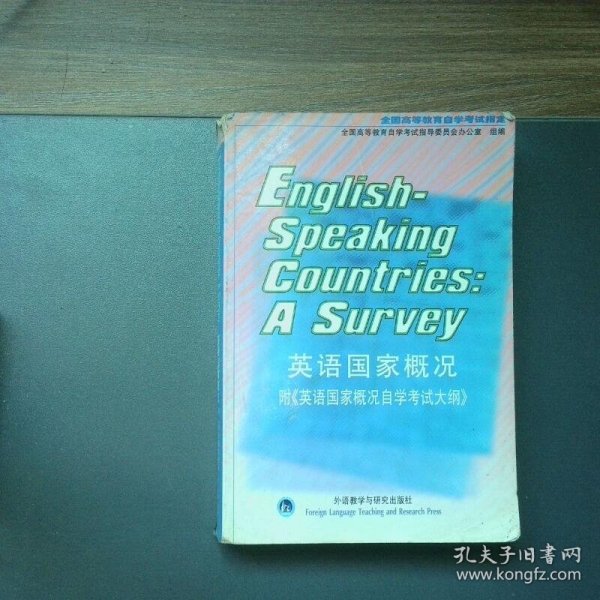 全国高等教育自学考试指定
全国高等教育自学考试指导委员会办公室 组编
English-
Speaking
Countries:
A Survey
英语国家概况
附《英语国家概况自学考试大纲》
外语教学与研究出版社
Foreign Language Teaching and Research Press
孔夫子旧书网
www.kongfz.com